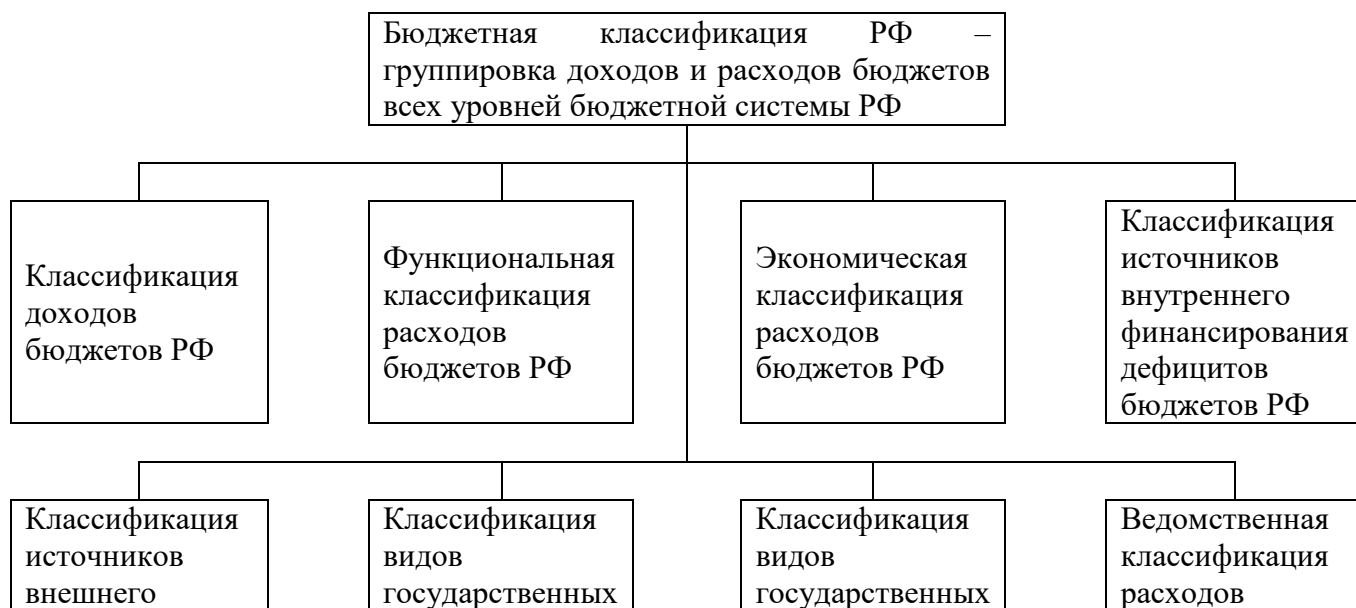 Бюджетная классификация РФ –
группировка доходов и расходов бюджетов
всех уровней бюджетной системы РФ
Классификация
доходов
бюджетов РФ
Функциональная
классификация
расходов
бюджетов РФ
Экономическая
классификация
расходов
бюджетов РФ
Классификация
источников
внутреннего
финансирования
дефицитов
бюджетов РФ
Классификация
источников
внешнего
Классификация
видов
государственных
Классификация
видов
государственных
Ведомственная
классификация
расходов